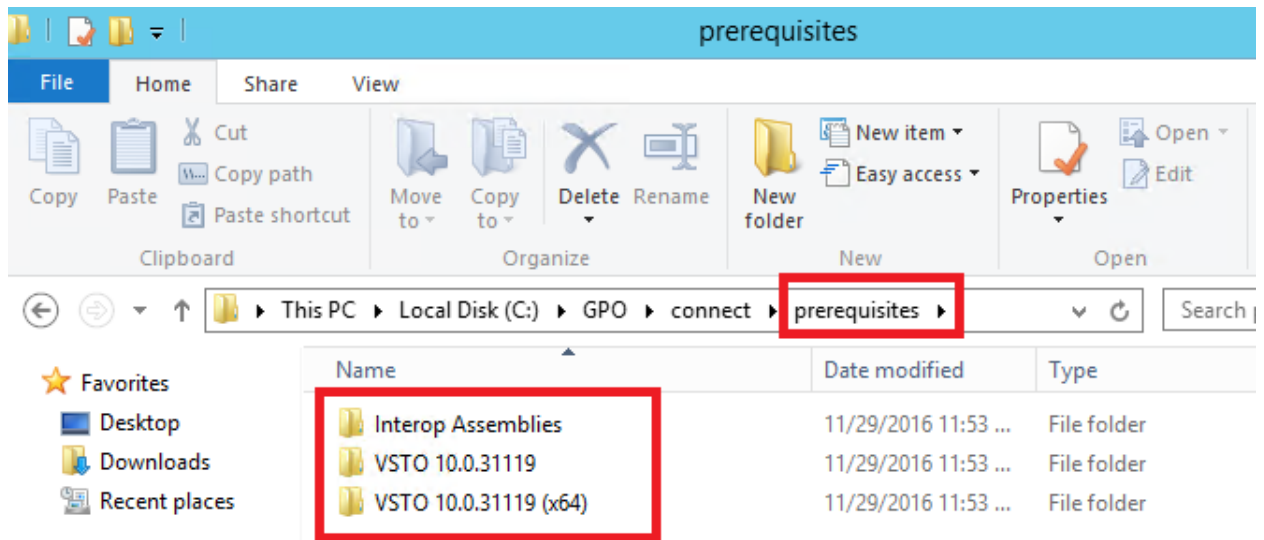 prerequisites
File Home Share View
Copy
Paste
Cut
Copy path
Paste shortcut
Clipboard
Move to
Copy to
Delete
Rename
Organize
New folder
New item
Easy access
New
Properties
Open
Edit
Open
This PC Local Disk (C:) GPO connect prerequisites
Search
Name Date modified Type
Favorites
Desktop
Downloads
Recent places
Interop Assemblies 11/29/2016 11:53 ... File folder
VSTO 10.0.31119 11/29/2016 11:53 ... File folder
VSTO 10.0.31119 (x64) 11/29/2016 11:53 ... File folder